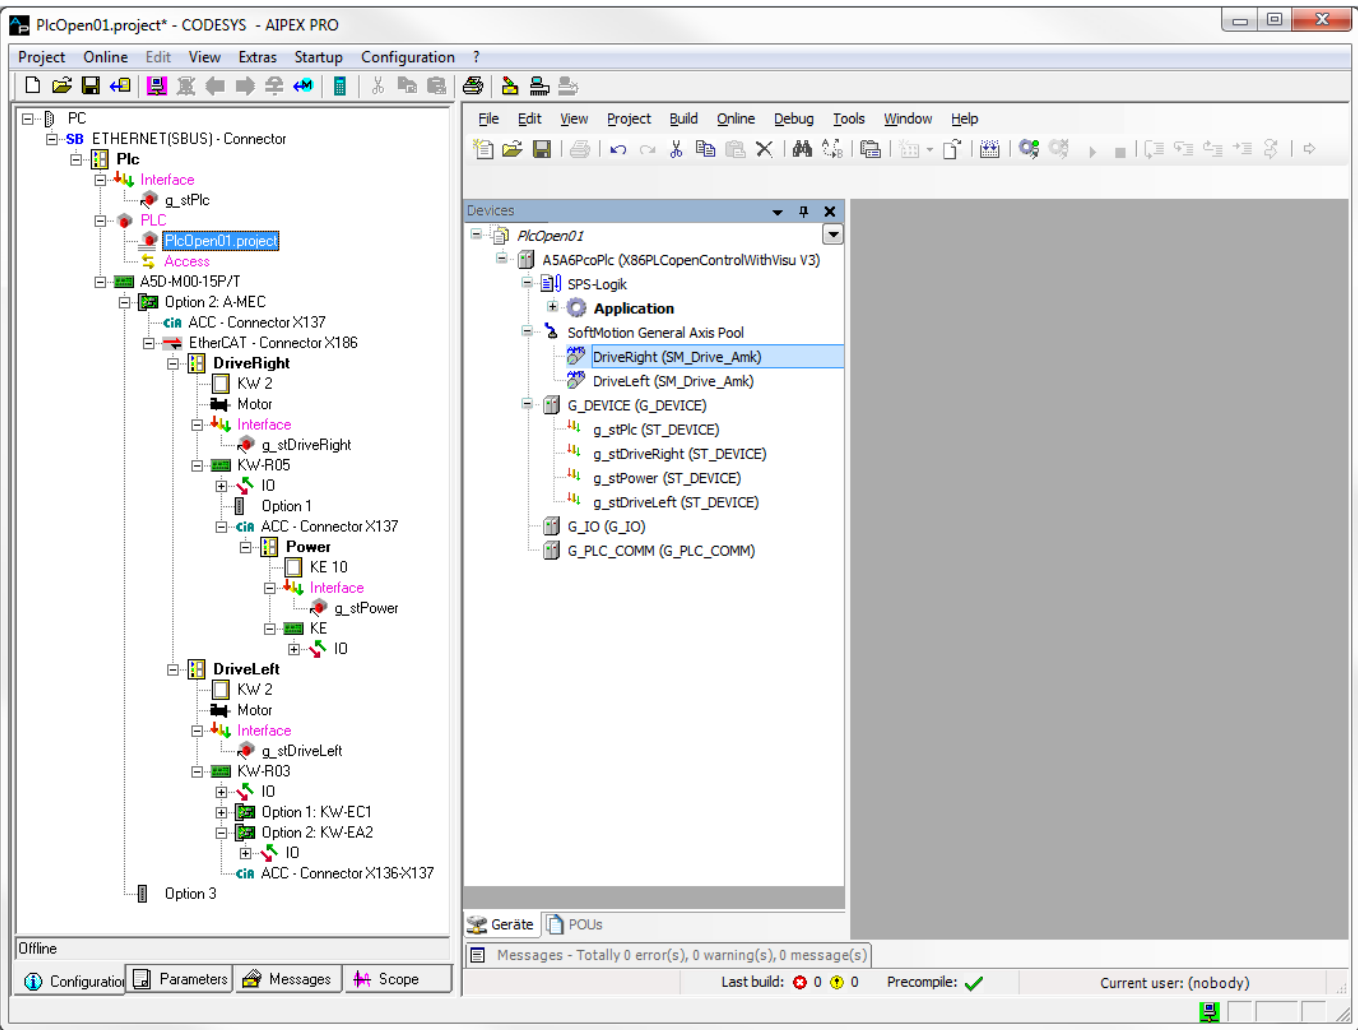 PlcOpen01.project* - CODESYS - AIPEX PRO
Project Online Edit View Extras Startup Configuration ?
PC
SB ETHERNET(SBUS) - Connector
Plc
Interface
g_stPlc
PLC
PlcOpen01.project
Access
A5D-M00-15P/T
Option 2: A-MEC
CiA ACC - Connector X137
EtherCAT - Connector X186
DriveRight
KW 2
Motor
Interface
g_stDriveRight
KW-R05
IO
Option 1
CiA ACC - Connector X137
Power
KE 10
Interface
g_stPower
KE
IO
DriveLeft
KW 2
Motor
Interface
g_stDriveLeft
KW-R03
IO
Option 1: KW-EC1
Option 2: KW-EA2
IO
CiA ACC - Connector X136-X137
Option 3
Offline
Configuration Parameters Messages Scope
File Edit View Project Build Online Debug Tools Window Help
Devices
PlcOpen01
A5A6PcoPlc (X86PLCopenControlWithVisu V3)
SPS-Logik
Application
SoftMotion General Axis Pool
DriveRight (SM_Drive_Amk)
DriveLeft (SM_Drive_Amk)
G_DEVICE (G_DEVICE)
g_stPlc (ST_DEVICE)
g_stDriveRight (ST_DEVICE)
g_stPower (ST_DEVICE)
g_stDriveLeft (ST_DEVICE)
G_IO (G_IO)
G_PLC_COMM (G_PLC_COMM)
Geräte POUs
Messages - Totally 0 error(s), 0 warning(s), 0 message(s)
Last build: 0 0 Precompile: Current user: (nobody)